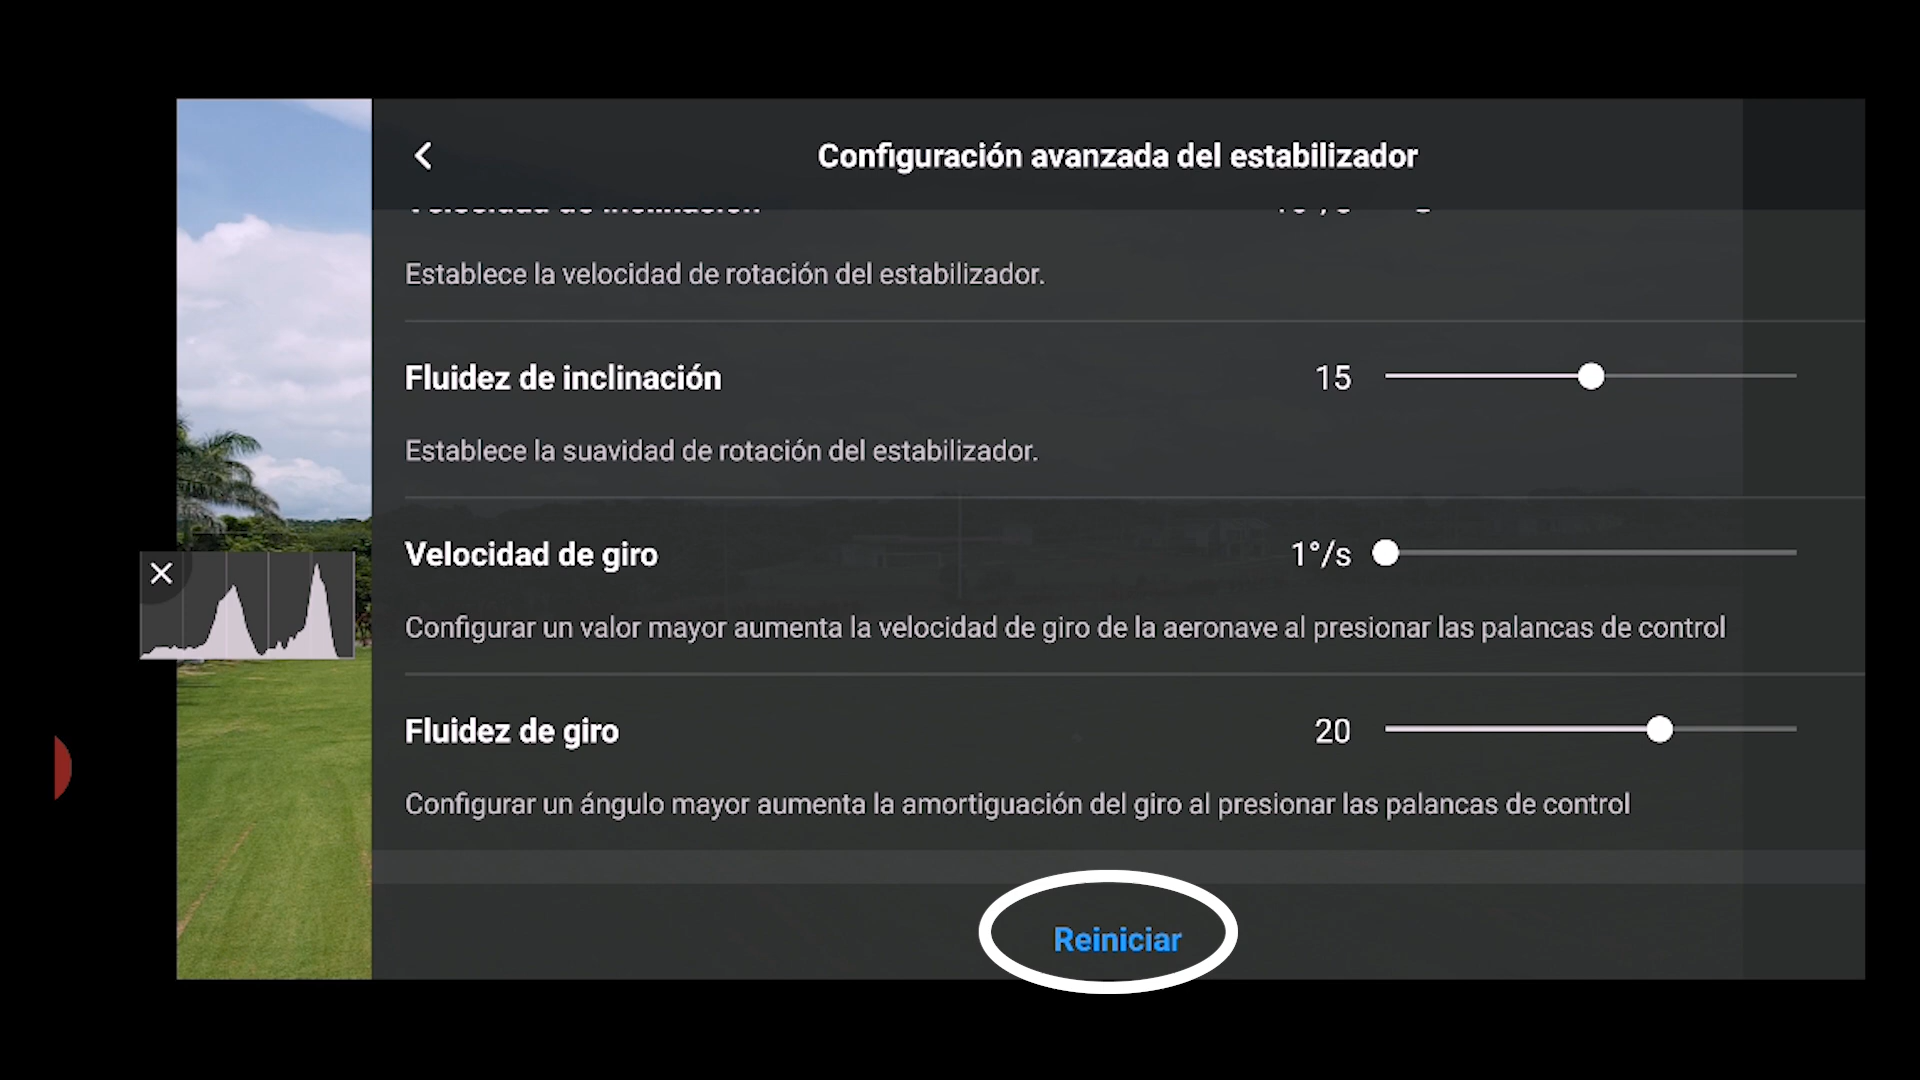 Configuración avanzada del estabilizador
Establece la velocidad de rotación del estabilizador.
Fluidez de inclinación 15
Establece la suavidad de rotación del estabilizador.
Velocidad de giro 1°/s
Configurar un valor mayor aumenta la velocidad de giro de la aeronave al presionar las palancas de control
Fluidez de giro 20
Configurar un ángulo mayor aumenta la amortiguación del giro al presionar las palancas de control
Reiniciar